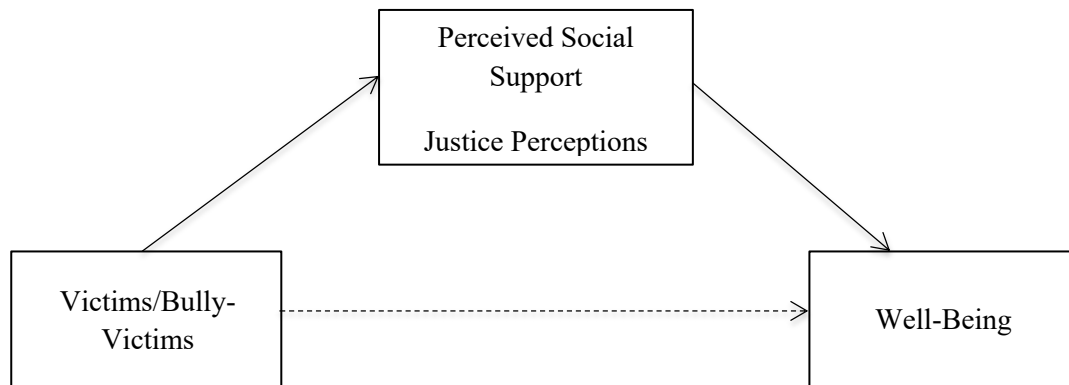 Perceived Social
Support
Justice Perceptions
Victims/Bully-
Victims
Well-Being